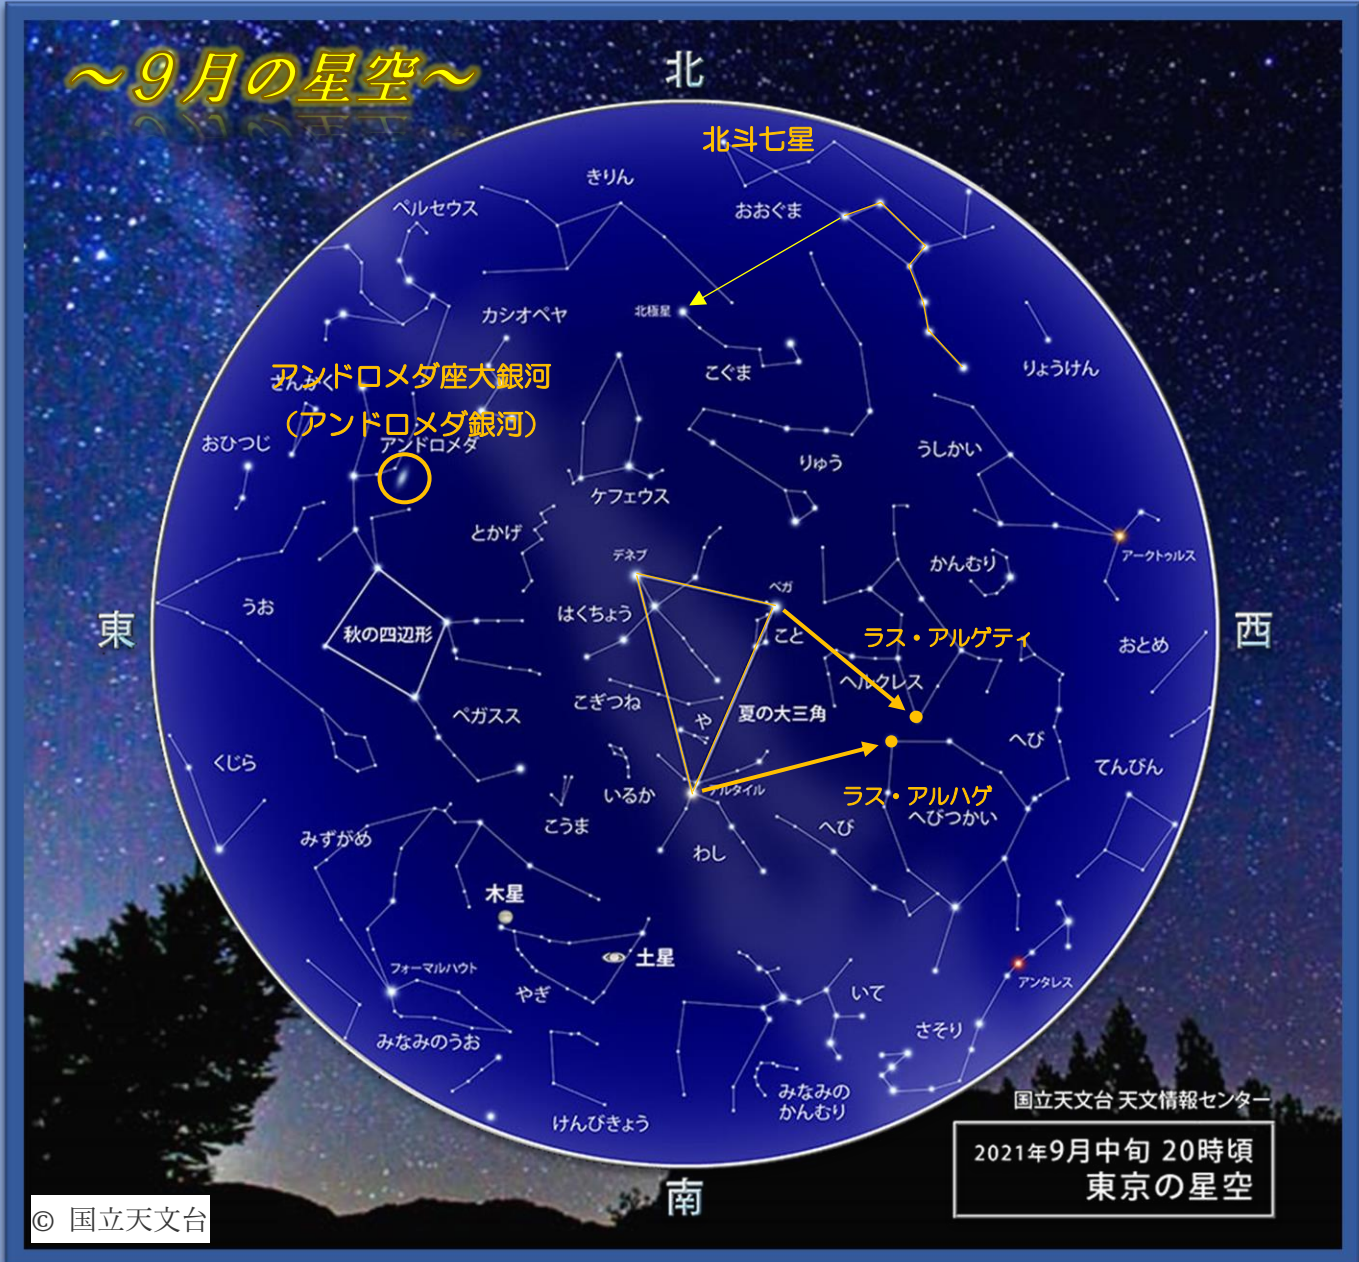 ～９月の星空～
北
北斗七星
きりん
ペルセウス
おおぐま
カシオペヤ
北極星
こぐま
りょうけん
さんかく
アンドロメダ座大銀河
（アンドロメダ銀河）
おひつじ
アンドロメダ
りゅう
うしかい
ケフェウス
とかげ
デネブ
アークトゥルス
かんむり
ベガ
うお
はくちょう
東
秋の四辺形
こと
ラス・アルゲティ
おとめ
西
ヘルクレス
こぎつね
ペガスス
や
夏の大三角
へび
くじら
てんびん
いるか
アルタイル
ラス・アルハゲ
へびつかい
こうま
へび
みずがめ
わし
木星
土星
フォーマルハウト
やぎ
いて
アンタレス
さそり
みなみのうお
みなみの
かんむり
けんびきょう
国立天文台 天文情報センター
2021年9月中旬 20時頃
東京の星空
南
© 国立天文台